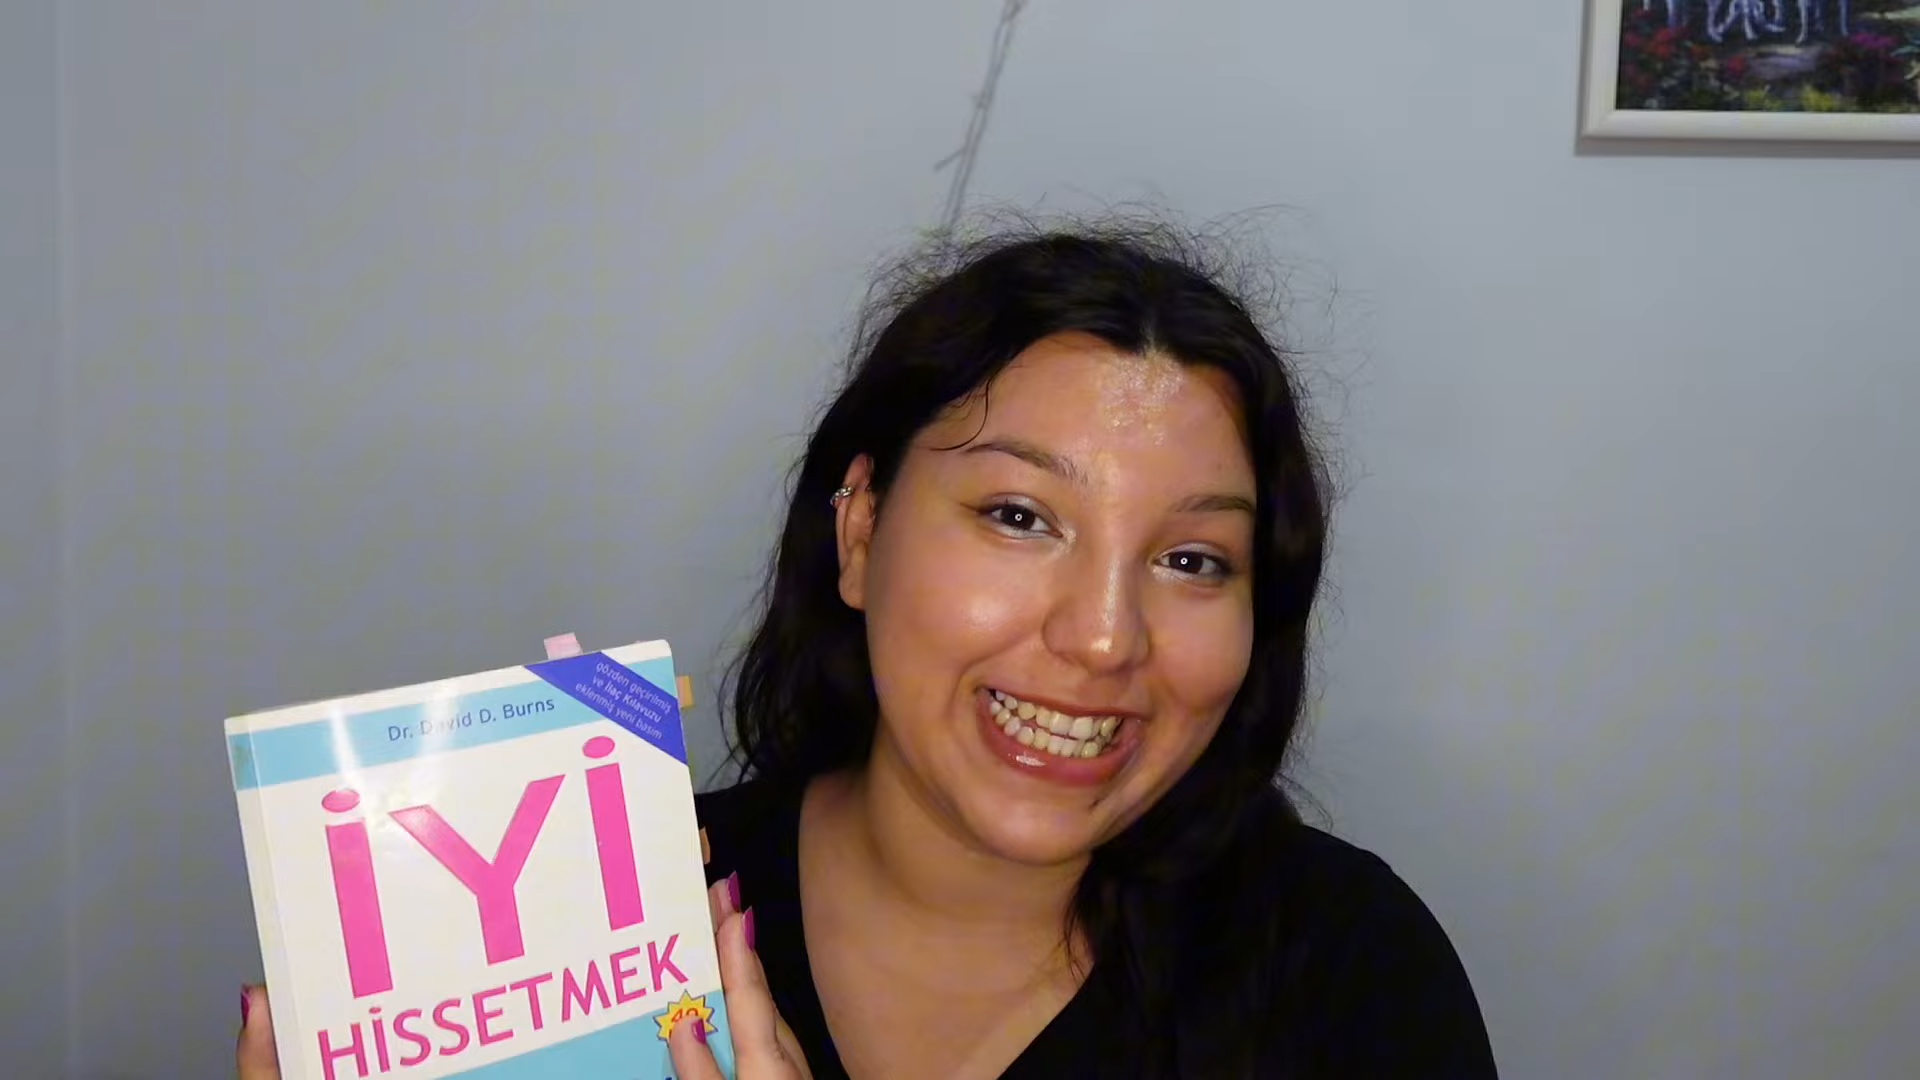 Dr. David D. Burns
gözden geçirilmiş
ve İlaç Kılavuzu
eklenmiş yeni basım
İYİ
HİSSETMEK